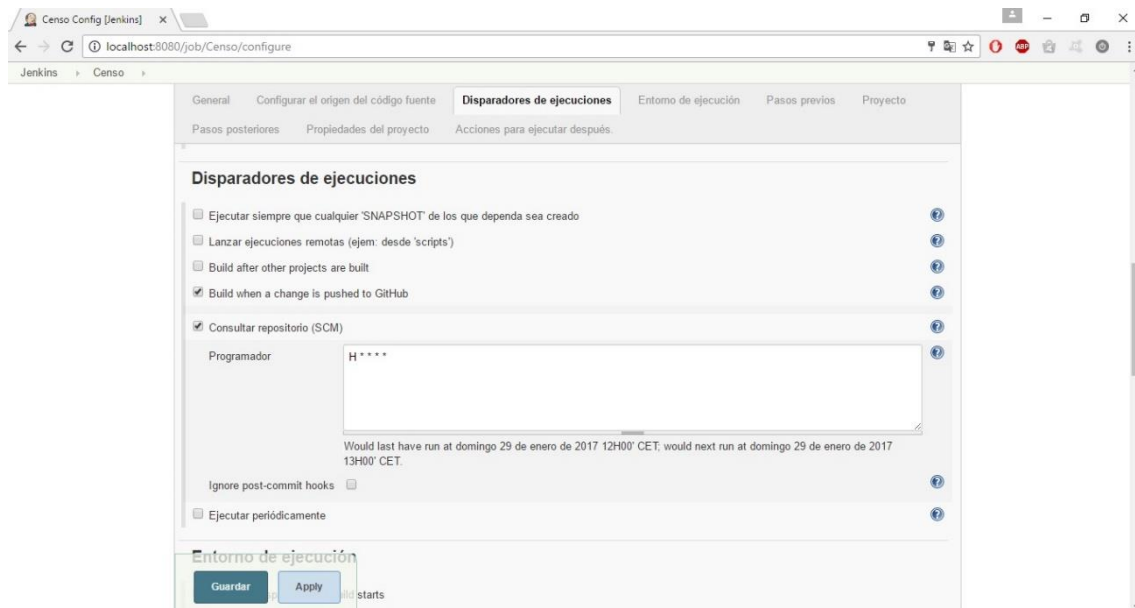 Censo Config [Jenkins]
localhost:8080/job/Censo/configure
ABP
Jenkins
Censo
General
Configurar el origen del código fuente
Disparadores de ejecuciones
Entorno de ejecución
Pasos previos
Proyecto
Pasos posteriores
Propiedades del proyecto
Acciones para ejecutar después.
Disparadores de ejecuciones
Ejecutar siempre que cualquier 'SNAPSHOT' de los que dependa sea creado
Lanzar ejecuciones remotas (ejem: desde 'scripts')
Build after other projects are built
Build when a change is pushed to GitHub
Consultar repositorio (SCM)
Programador
H * * * *
Would last have run at domingo 29 de enero de 2017 12H00' CET; would next run at domingo 29 de enero de 2017
13H00' CET.
Ignore post-commit hooks
Ejecutar periódicamente
Entorno de ejecución
Guardar
Apply
starts